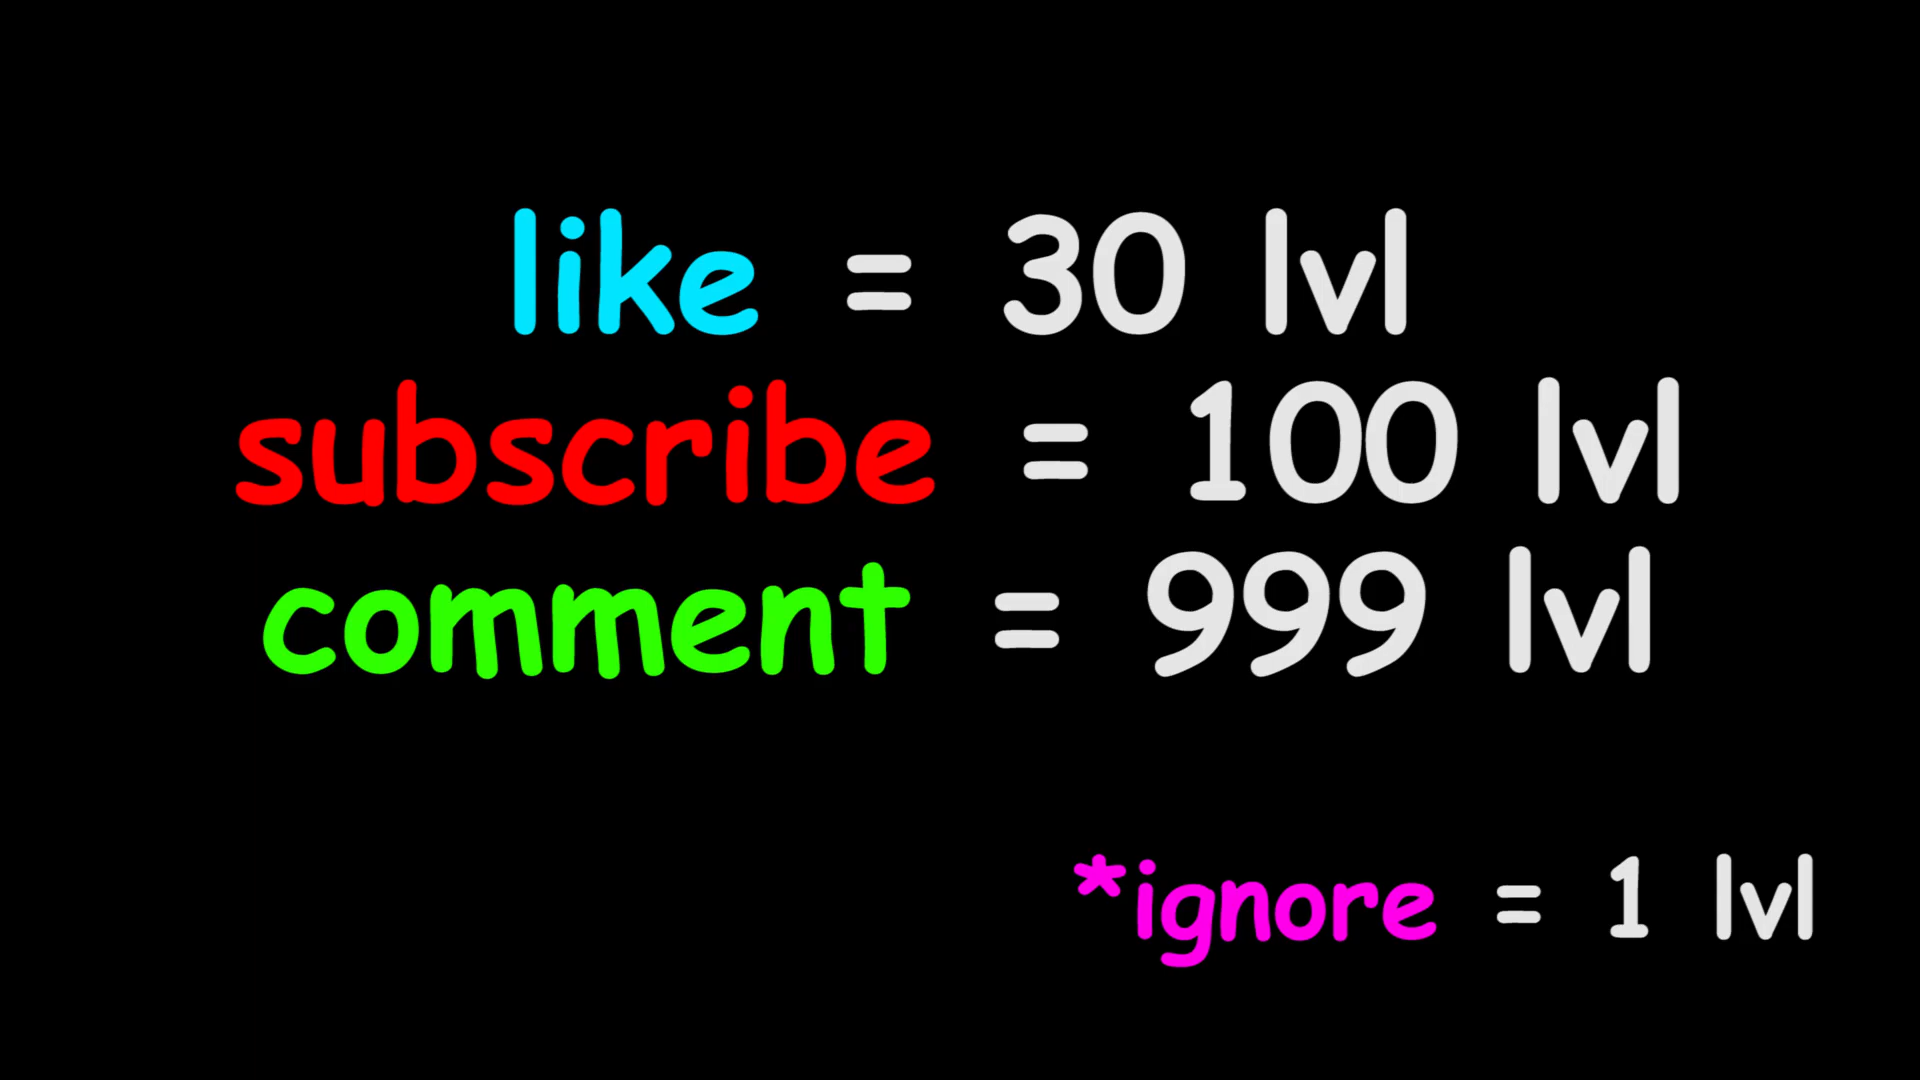 like = 30 lvl
subscribe = 100 lvl
comment = 999 lvl
*ignore = 1 lvl